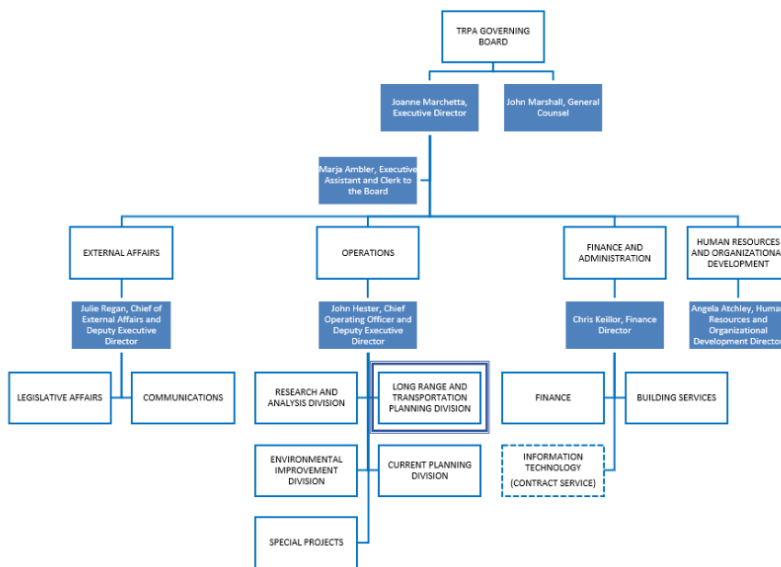 TRPA GOVERNING
BOARD
Joanne Marchetta,
Executive Director
John Marshall, General
Counsel
Marja Ambler, Executive
Assistant and Clerk to
the Board
EXTERNAL AFFAIRS
OPERATIONS
FINANCE AND
ADMINISTRATION
HUMAN RESOURCES
AND ORGANIZATIONAL
DEVELOPMENT
Julie Regan, Chief of
External Affairs and
Deputy Executive
Director
John Hester, Chief
Operating Officer and
Deputy Executive
Director
Chris Keillor, Finance
Director
Angela Atchley, Human
Resources and
Organizational
Development Director
LEGISLATIVE AFFAIRS
COMMUNICATIONS
RESEARCH AND
ANALYSIS DIVISION
LONG RANGE AND
TRANSPORTATION
PLANNING DIVISION
FINANCE
BUILDING SERVICES
ENVIRONMENTAL
IMPROVEMENT
DIVISION
CURRENT PLANNING
DIVISION
INFORMATION
TECHNOLOGY
(CONTRACT SERVICE)
SPECIAL PROJECTS